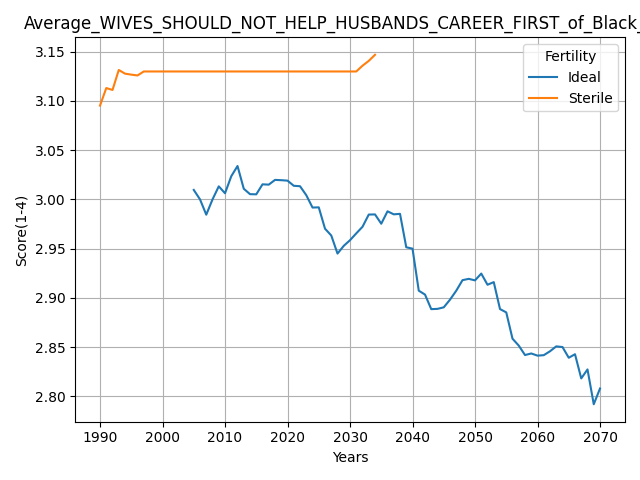 Average_WIVES_SHOULD_NOT_HELP_HUSBANDS_CAREER_FIRST_of_Black_
3.15
3.10
3.05
3.00
2.95
2.90
2.85
2.80
Score(1-4)
Fertility
Ideal
Sterile
1990 2000 2010 2020 2030 2040 2050 2060 2070
Years